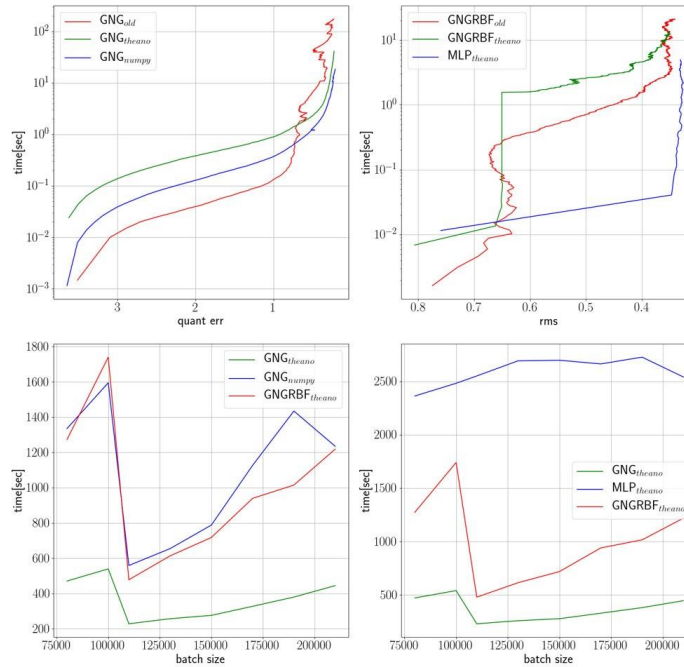 GNG_old
GNG_theano
GNG_numpy
10^2
10^1
10^0
10^-1
10^-2
10^-3
time[sec]
3 2 1
quant err
GNGRBF_old
GNGRBF_theano
MLP_theano
10^1
10^0
10^-1
10^-2
time[sec]
0.8 0.7 0.6 0.5 0.4
rms
GNG_theano
GNG_numpy
GNGRBF_theano
1800
1600
1400
1200
1000
800
600
400
200
time[sec]
75000 100000 125000 150000 175000 200000
batch size
GNG_theano
MLP_theano
GNGRBF_theano
2500
2000
1500
1000
500
time[sec]
75000 100000 125000 150000 175000 200000
batch size